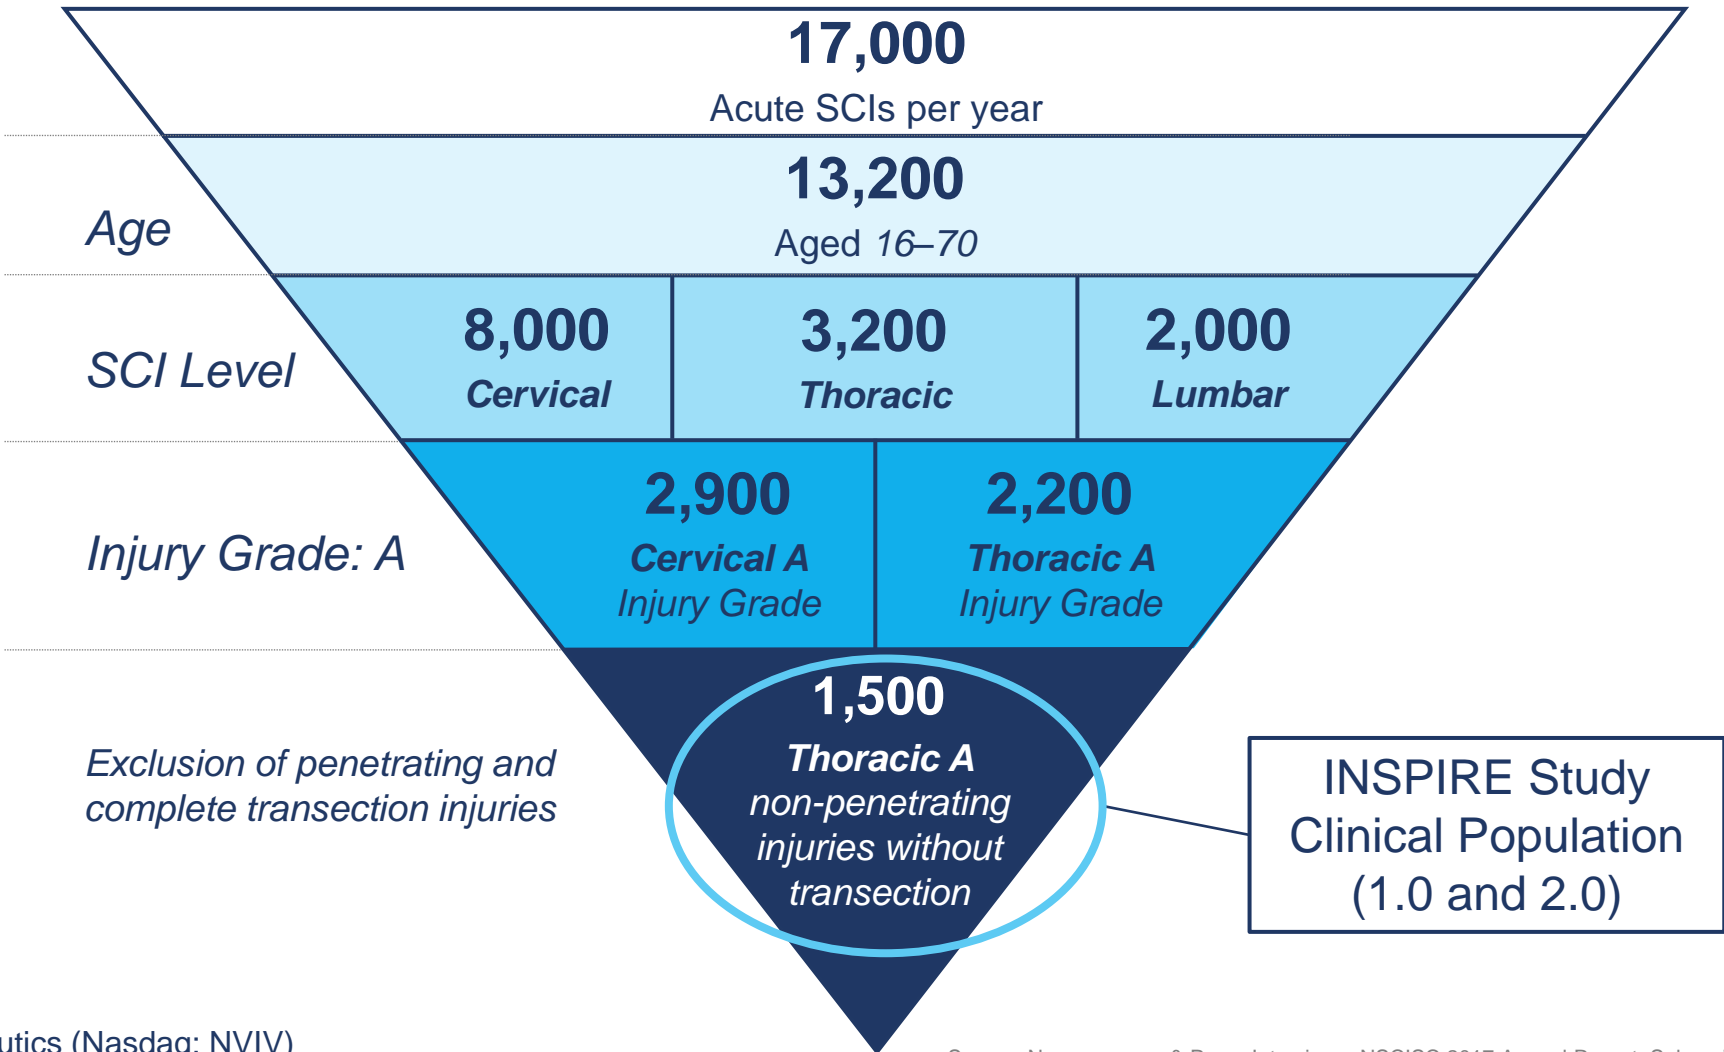 17,000
Acute SCIs per year
13,200
Age
Aged 16–70
8,000
3,200
2,000
SCI Level
Cervical
Thoracic
Lumbar
2,900
2,200
Injury Grade: A
Cervical A
Thoracic A
Injury Grade
Injury Grade
1,500
Exclusion of penetrating and
complete transection injuries
Thoracic A
non-penetrating
injuries without
transection
INSPIRE Study
Clinical Population
(1.0 and 2.0)
(Nasdaq: NVIV)